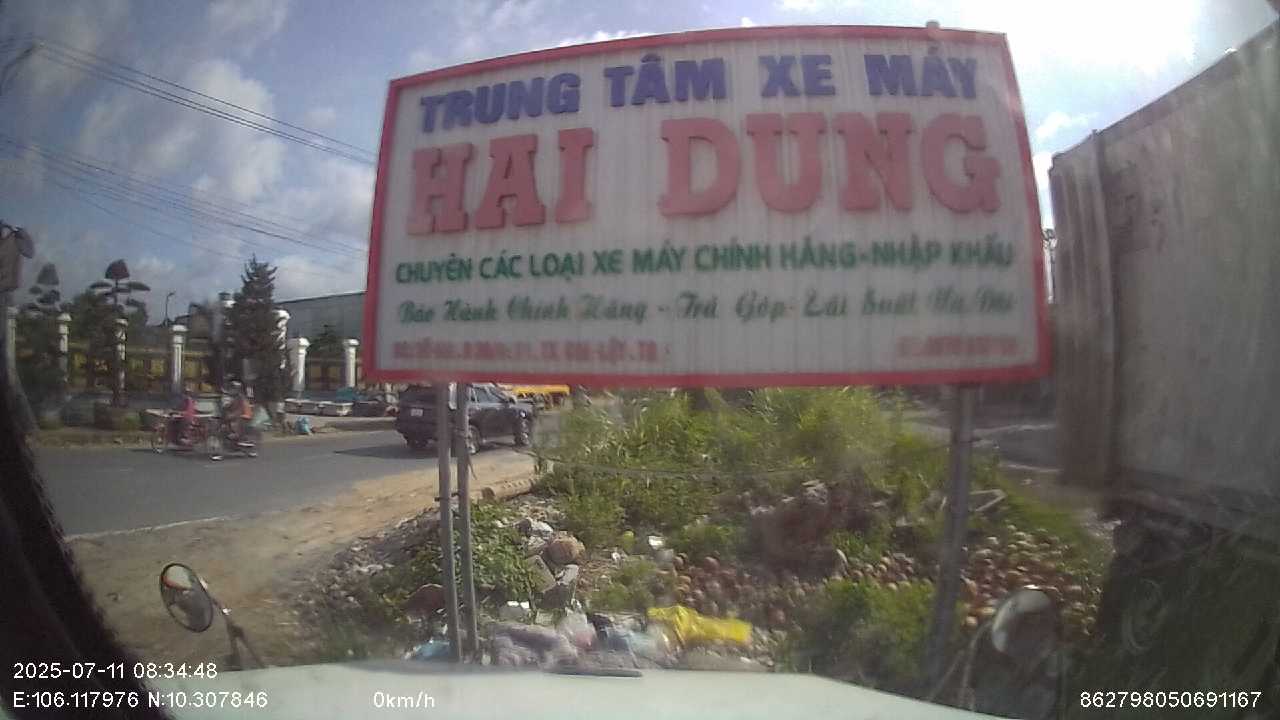 TRUNG TÂM XE MÁY
HAI DUNG
CHUYÊN CÁC LOẠI XE MÁY CHÍNH HÃNG-NHẬP KHẨU
Bảo Hành Chính Hãng - Trả Góp - Lãi Suất Ưu Đãi
2025-07-11 08:34:48
E:106.117976 N:10.307846 0km/h 862798050691167